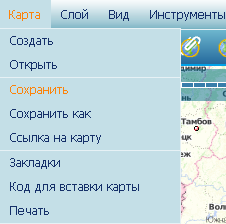 Карта Слой Вид Инструменты
Создать
Открыть
Сохранить
Сохранить как
Ссылка на карту
Закладки
Код для вставки карты
Печать
Тамбов